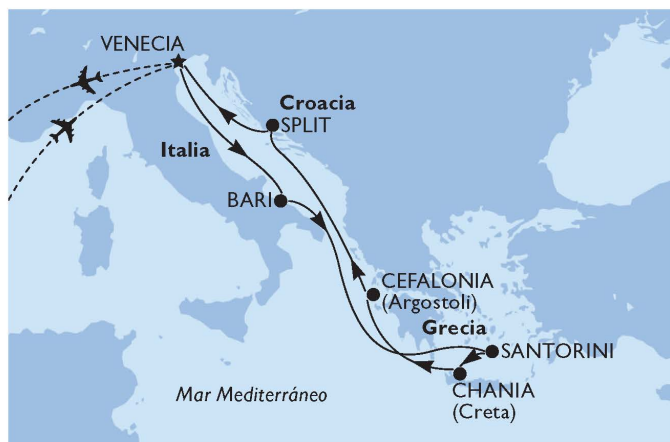 VENECIA
Croacia
SPLIT
Italia
BARI
CEFALONIA
(Argostoli)
Grecia
SANTORINI
CHANIA
(Creta)
Mar Mediterráneo